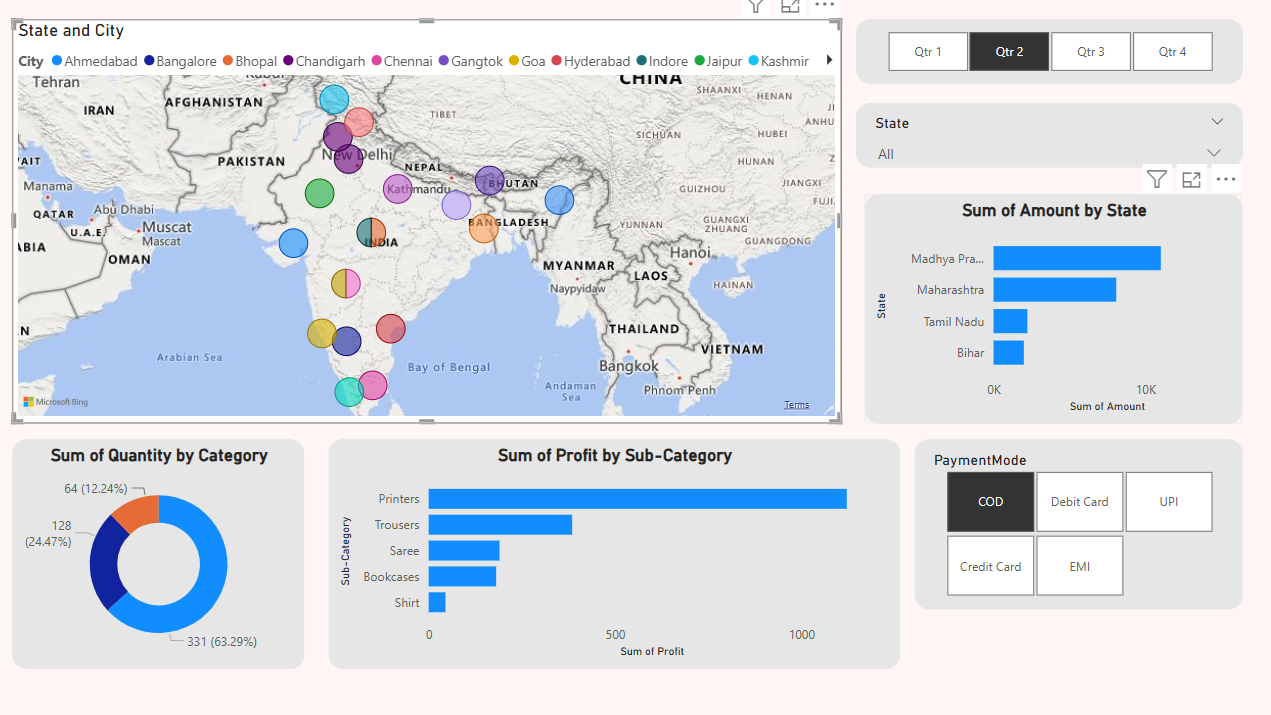 State and City
City Ahmedabad Bangalore Bhopal Chandigarh Chennai Gangtok Goa Hyderabad Indore Jaipur Kashmir
Tehran
IRAN
AFGHANISTAN
CHINA
SHAANXI
HENAN
TIBET
ANHU
SICHUAN
HUBEI
PAKISTAN
New Delhi
NEPAL
Kathmandu
BHUTAN
HUNAN
JIANGXI
GUIZHOU
FUJI
WAIT
Manama
QATAR
Abu Dhabi
U.A.E.
Muscat
Muscat
OMAN
ABIA
INDIA
BANGLADESH
YUNNAN
GUANGXI
ZHUANG
GUANGDONG
Hanoi
MYANMAR
LAOS
Naypyidaw
HAINAN
THAILAND
VIETNAM
Bangkok
Phnom Penh
Arabian Sea
Bay of Bengal
Andaman
Sea
EN
Microsoft Bing
Terms
Qtr 1
Qtr 2
Qtr 3
Qtr 4
State
All
Sum of Amount by State
State
Madhya Pra...
Maharashtra
Tamil Nadu
Bihar
0K 10K
Sum of Amount
Sum of Quantity by Category
64 (12.24%)
128
(24.47%)
331 (63.29%)
Sum of Profit by Sub-Category
Sub-Category
Printers
Trousers
Saree
Bookcases
Shirt
0 500 1000
Sum of Profit
PaymentMode
COD Debit Card UPI
Credit Card EMI